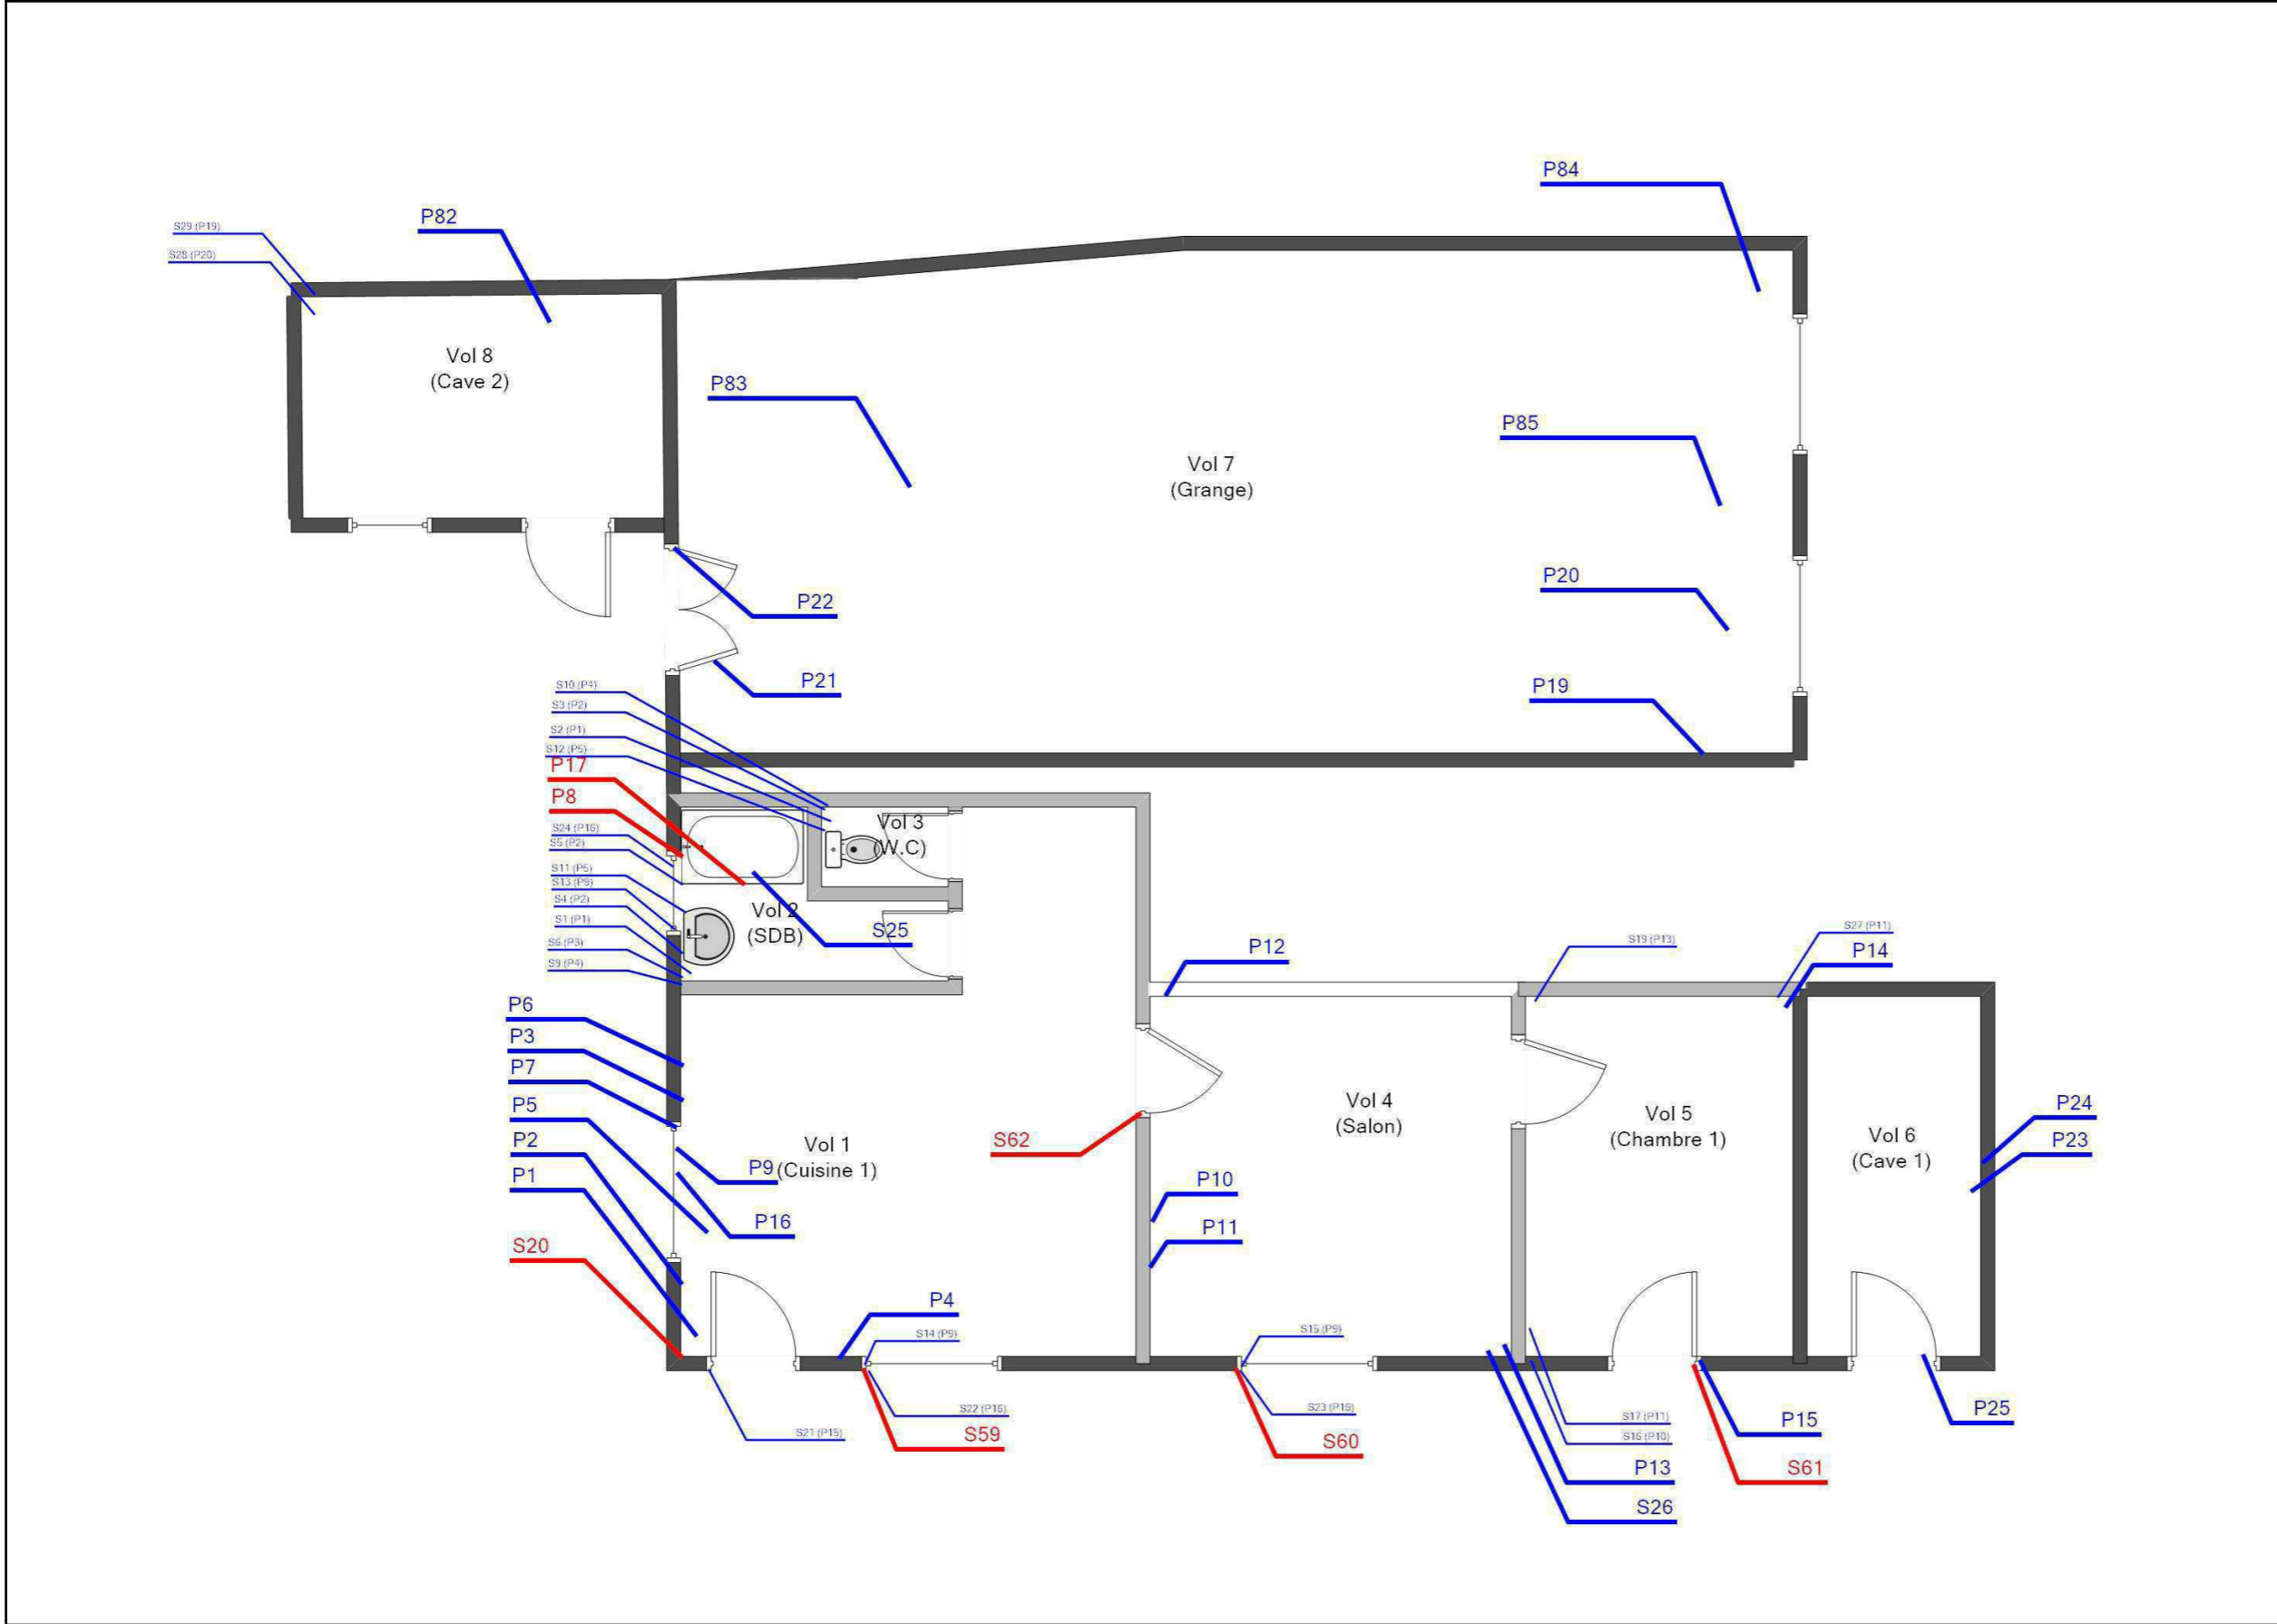 P84
P82
S29 (P19)
S28 (P20)
Vol 8
(Cave 2)
P83
P85
Vol 7
(Grange)
P20
P22
P21
P19
S10 (P4)
S3 (P2)
S2 (P1)
S12 (P5)
P17
P8
S24 (P16)
S5 (P2)
S11 (P5)
S13 (P9)
S4 (P2)
S1 (P1)
S6 (P3)
S9 (P4)
Vol 3
(W.C)
Vol 2
(SDB)
S25
P12
S19 (P13)
S27 (P11)
P14
P6
P3
P7
P5
P2
P1
S20
Vol 1
(Cuisine 1)
P9
P16
S62
Vol 4
(Salon)
Vol 5
(Chambre 1)
Vol 6
(Cave 1)
P24
P23
P10
P11
P4
S14 (P9)
S15 (P9)
S22 (P16)
S59
S21 (P15)
S23 (P16)
S60
S17 (P11)
S16 (P10)
P13
S26
P15
S61
P25